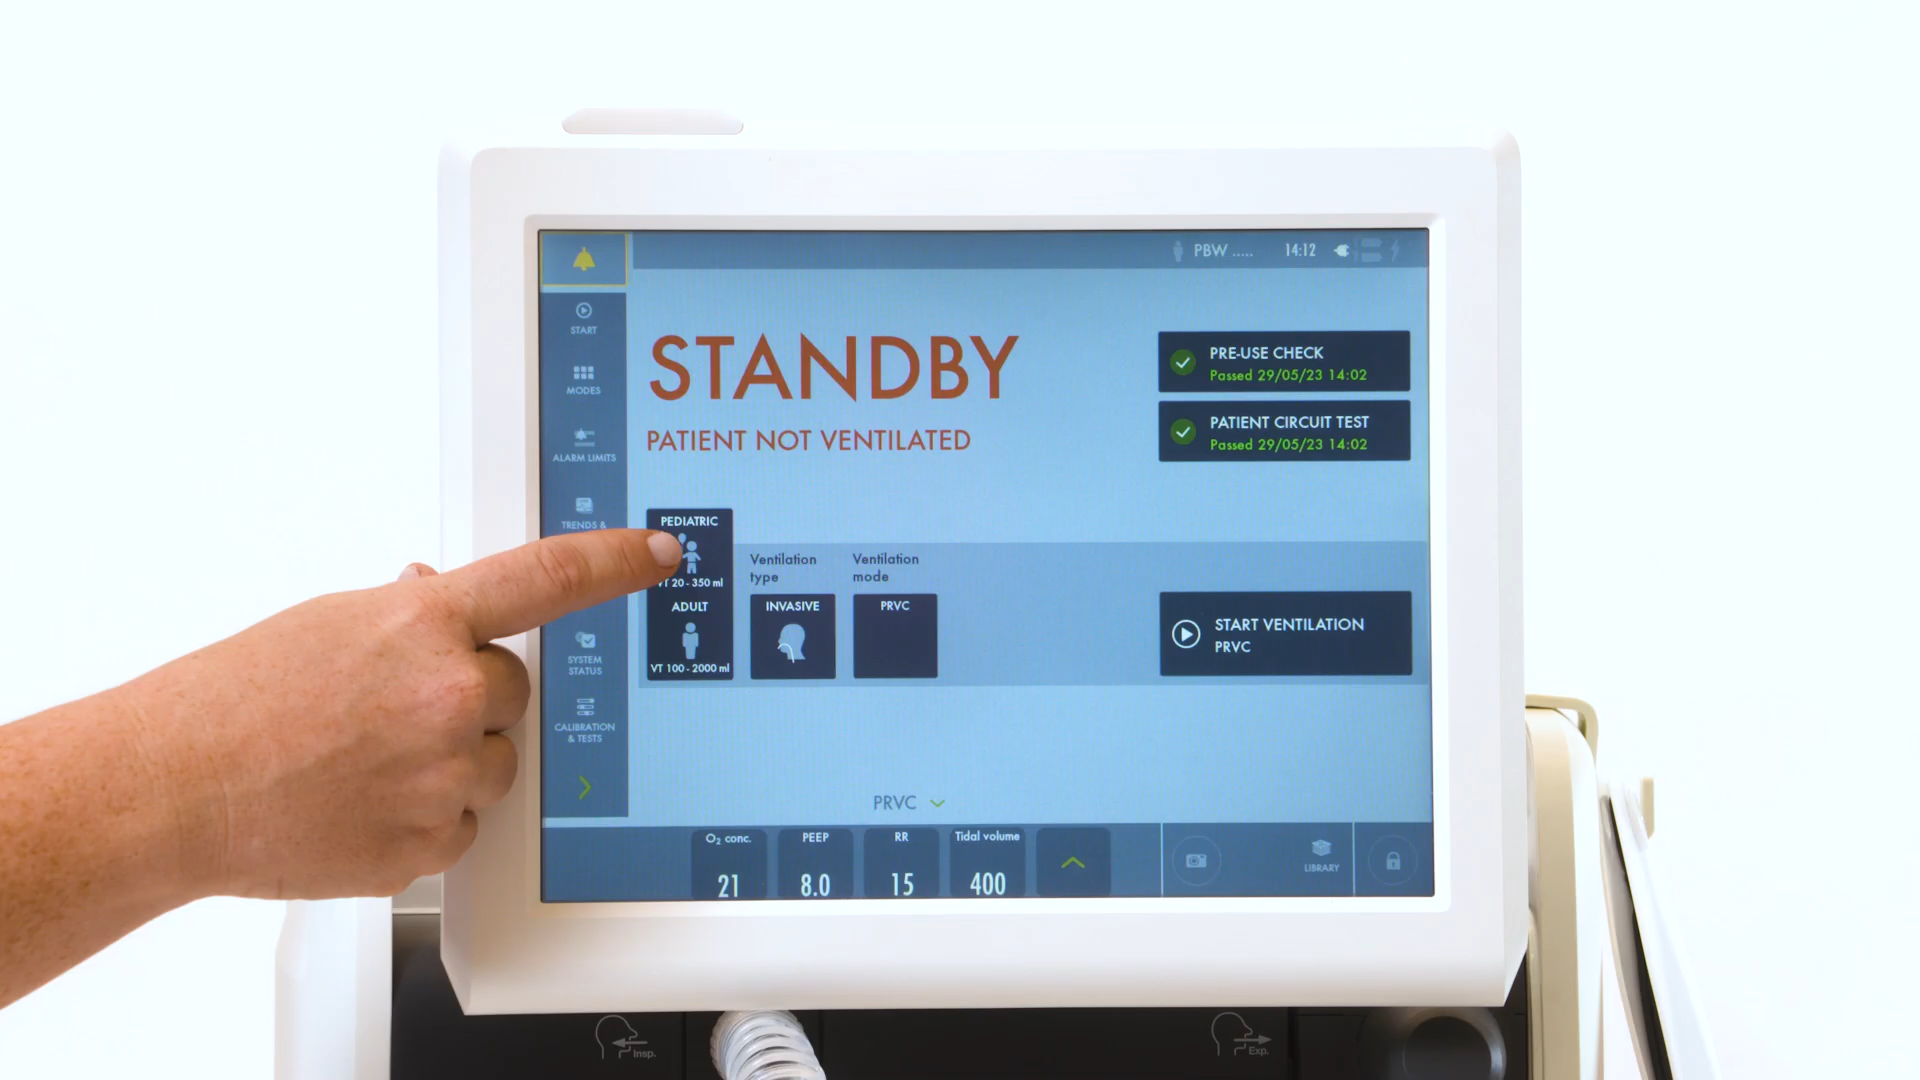 PBW .....
14:12
START
MODES
ALARM LIMITS
TRENDS &
SYSTEM
STATUS
CALIBRATION
& TESTS
STANDBY
PATIENT NOT VENTILATED
PRE-USE CHECK
Passed 29/05/23 14:02
PATIENT CIRCUIT TEST
Passed 29/05/23 14:02
PEDIATRIC
VT 20 - 350 ml
ADULT
VT 100 - 2000 ml
Ventilation
type
INVASIVE
Ventilation
mode
PRVC
START VENTILATION
PRVC
PRVC
O₂ conc.
21
PEEP
8.0
RR
15
Tidal volume
400
LIBRARY
Insp.
Exp.